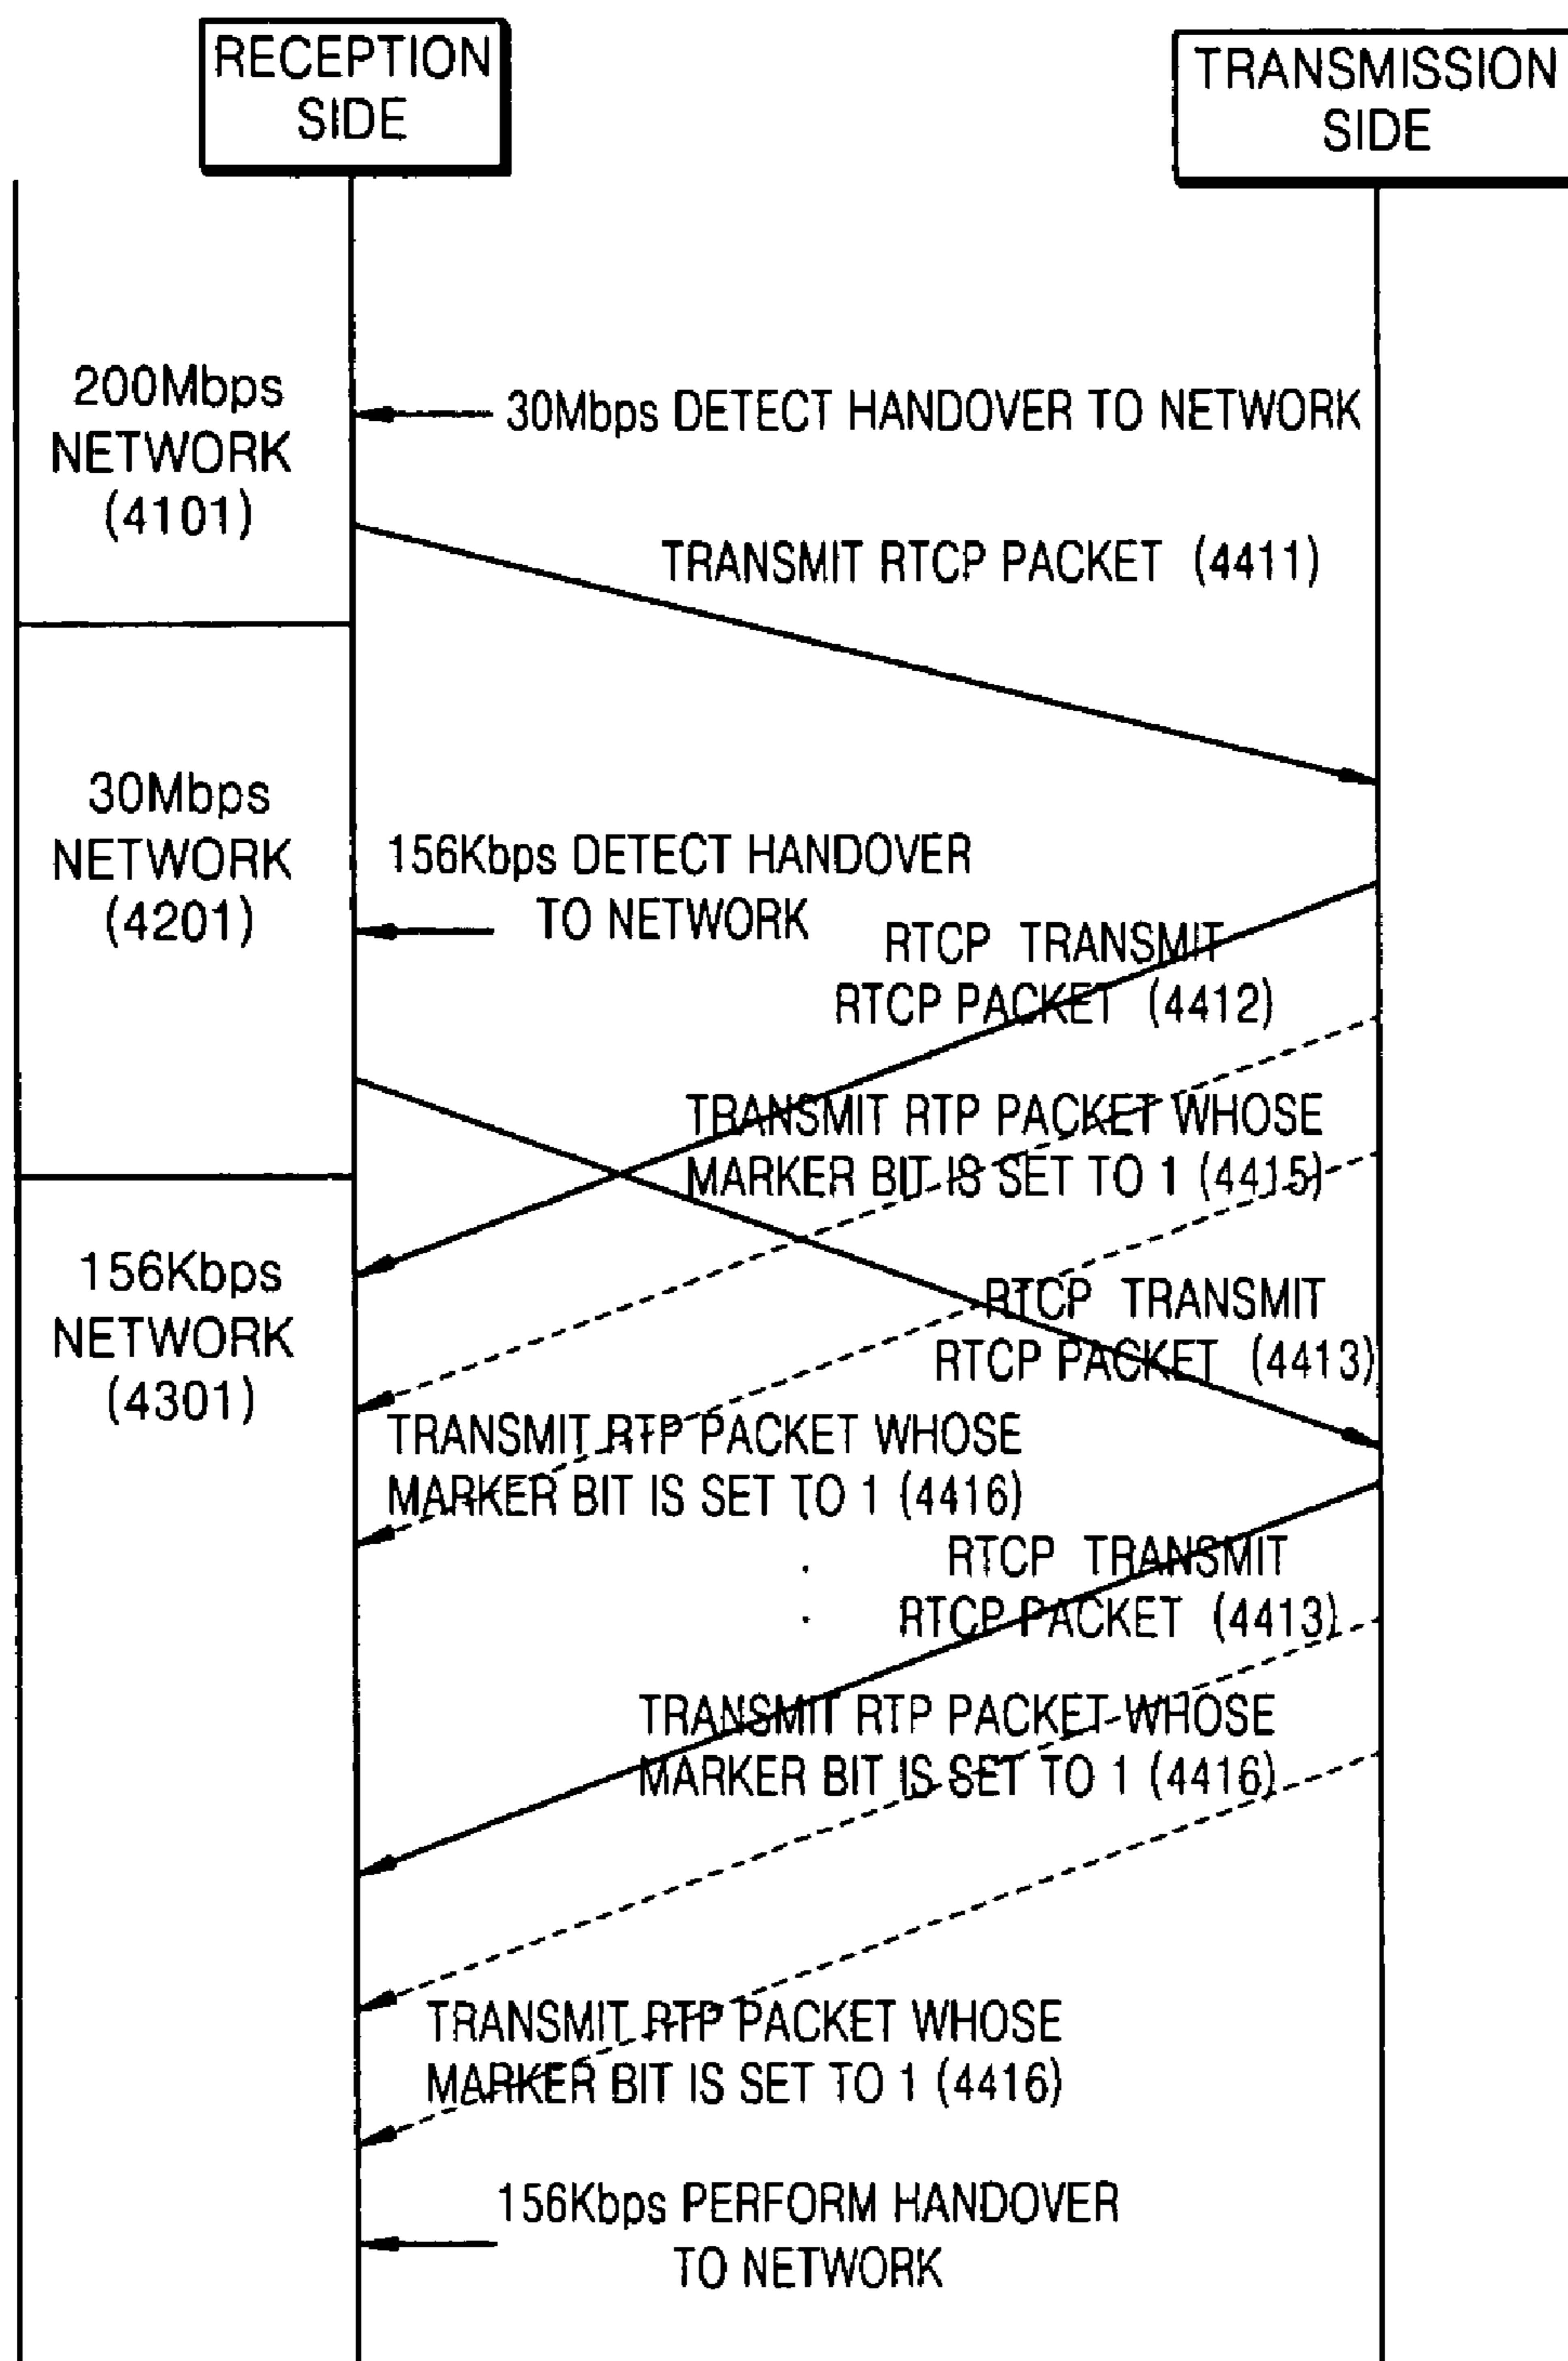 RECEPTION
SIDE
TRANSMISSION
SIDE
200Mbps
NETWORK
(4101)
30Mbps DETECT HANDOVER TO NETWORK
TRANSMIT RTCP PACKET (4411)
30Mbps
NETWORK
(4201)
156Kbps DETECT HANDOVER
TO NETWORK
RTCP TRANSMIT
RTCP PACKET (4412)
TRANSMIT RTP PACKET WHOSE
MARKER BIT IS SET TO 1 (4415)
156Kbps
NETWORK
(4301)
RTCP TRANSMIT
RTCP PACKET (4413)
TRANSMIT RTP PACKET WHOSE
MARKER BIT IS SET TO 1 (4416)
RTCP TRANSMIT
RTCP PACKET (4413)
TRANSMIT RTP PACKET WHOSE
MARKER BIT IS SET TO 1 (4416)
TRANSMIT RTP PACKET WHOSE
MARKER BIT IS SET TO 1 (4416)
156Kbps PERFORM HANDOVER
TO NETWORK